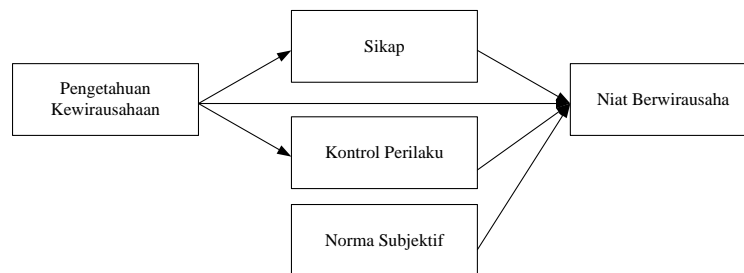 Sikap
Pengetahuan
Kewirausahaan
Niat Berwirausaha
Kontrol Perilaku
Norma Subjektif